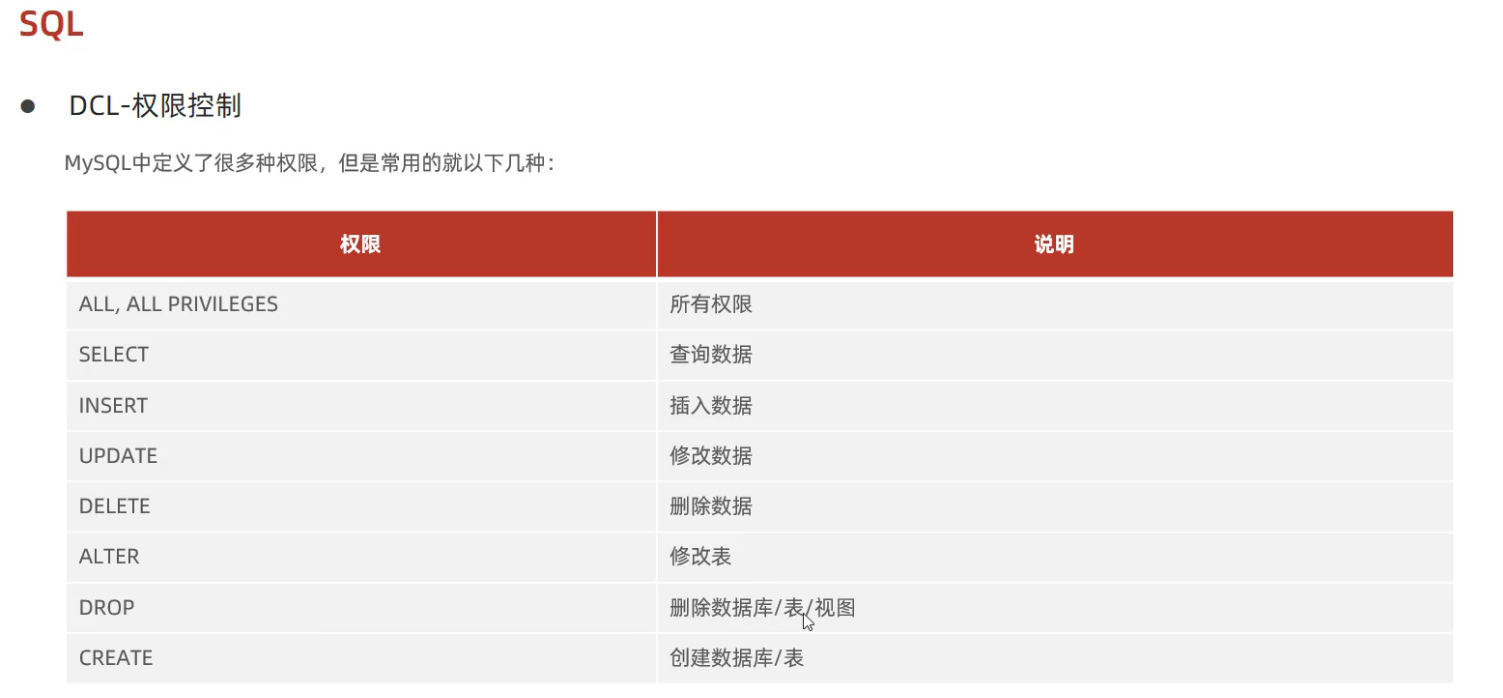 SQL
DCL-权限控制
MySQL中定义了很多种权限，但是常用的就以下几种：
权限 说明
ALL, ALL PRIVILEGES 所有权限
SELECT 查询数据
INSERT 插入数据
UPDATE 修改数据
DELETE 删除数据
ALTER 修改表
DROP 删除数据库/表/视图
CREATE 创建数据库/表